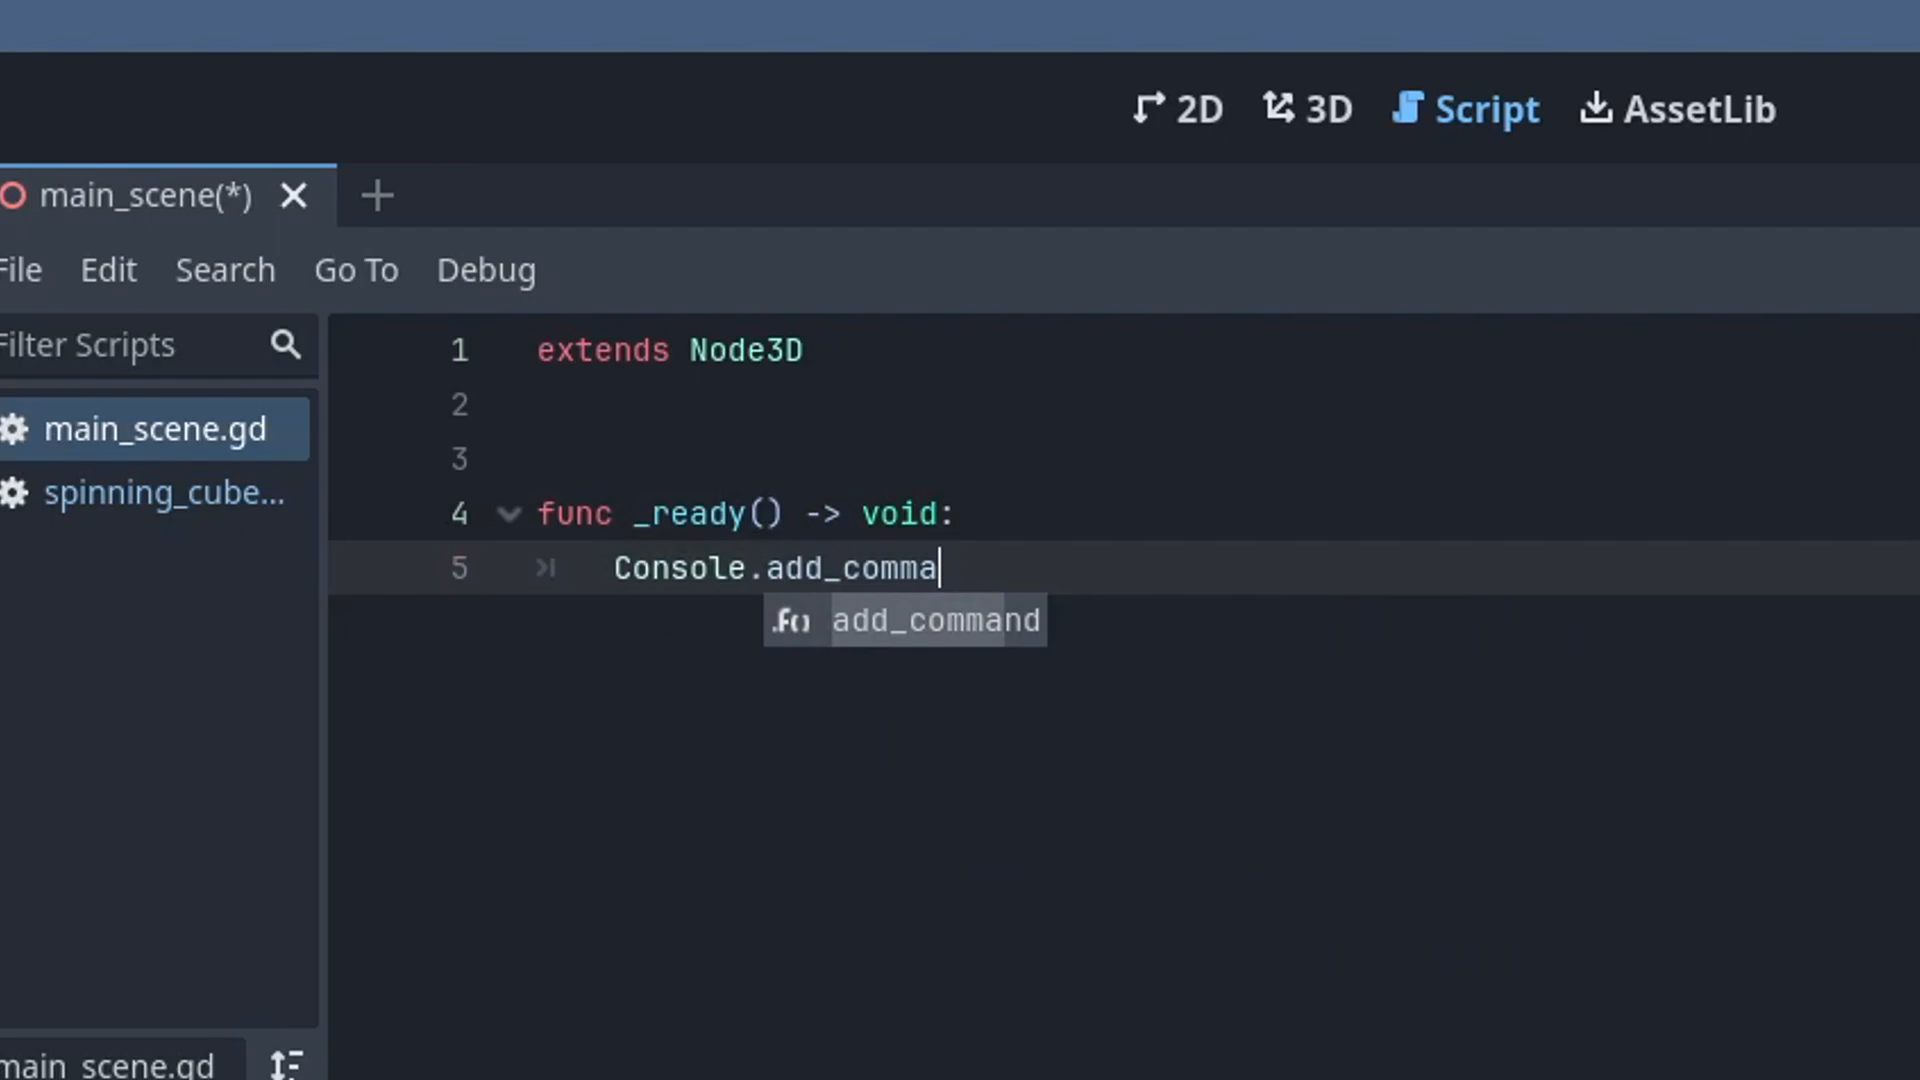 2D 3D Script AssetLib
main_scene(*)
File Edit Search Go To Debug
Filter Scripts
main_scene.gd
spinning_cube...
1 extends Node3D
2
3
4 func _ready() -> void:
5 Console.add_comma
add_command
main_scene.gd